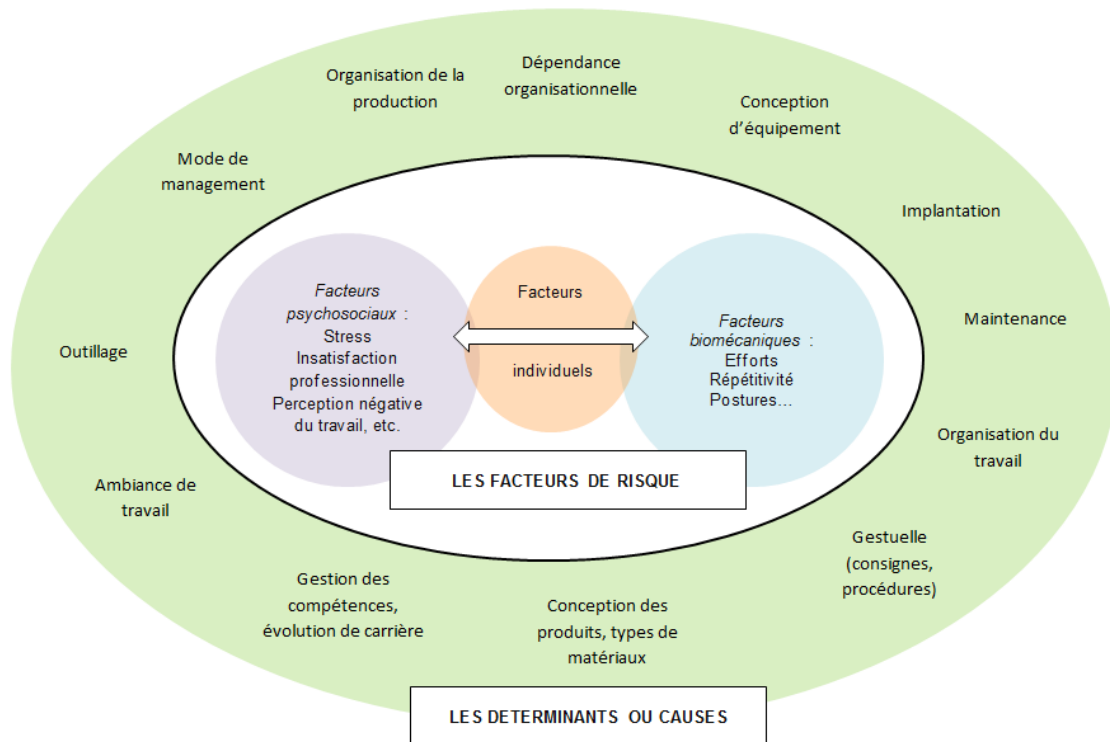 Dépendance
organisationnelle
Organisation de la
production
Conception
d’équipement
Mode de
management
Implantation
Maintenance
Outillage
Facteurs
psychosociaux :
Stress
Insatisfaction
professionnelle
Perception négative
du travail, etc.
Facteurs
individuels
Facteurs
biomécaniques :
Efforts
Répétitivité
Postures...
LES FACTEURS DE RISQUE
Organisation du
travail
Ambiance de
travail
Gestuelle
(consignes,
procédures)
Gestion des
compétences,
évolution de carrière
Conception des
produits, types de
matériaux
LES DETERMINANTS OU CAUSES